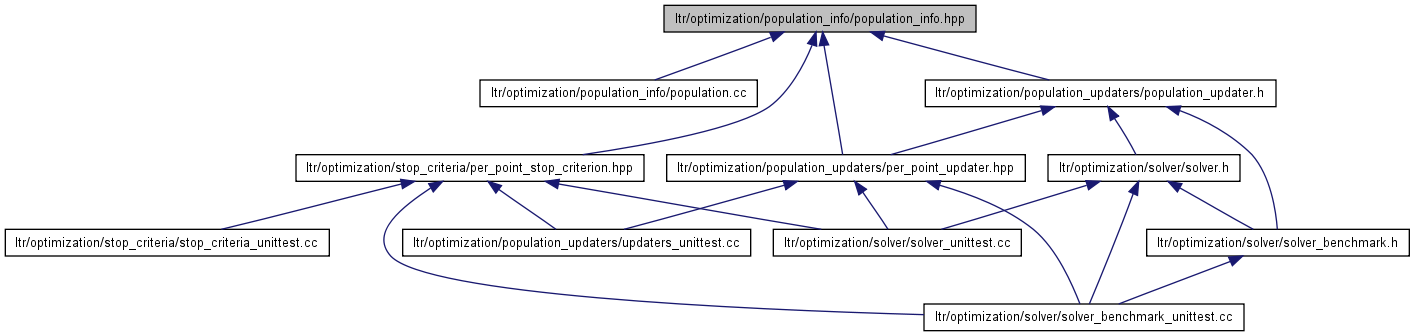 ltr/optimization/population_info/population_info.hpp
ltr/optimization/population_info/population.cc
ltr/optimization/population_updaters/population_updater.h
ltr/optimization/stop_criteria/per_point_stop_criterion.hpp
ltr/optimization/population_updaters/per_point_updater.hpp
ltr/optimization/solver/solver.h
ltr/optimization/stop_criteria/stop_criteria_unittest.cc
ltr/optimization/population_updaters/updaters_unittest.cc
ltr/optimization/solver/solver_unittest.cc
ltr/optimization/solver/solver_benchmark.h
ltr/optimization/solver/solver_benchmark_unittest.cc